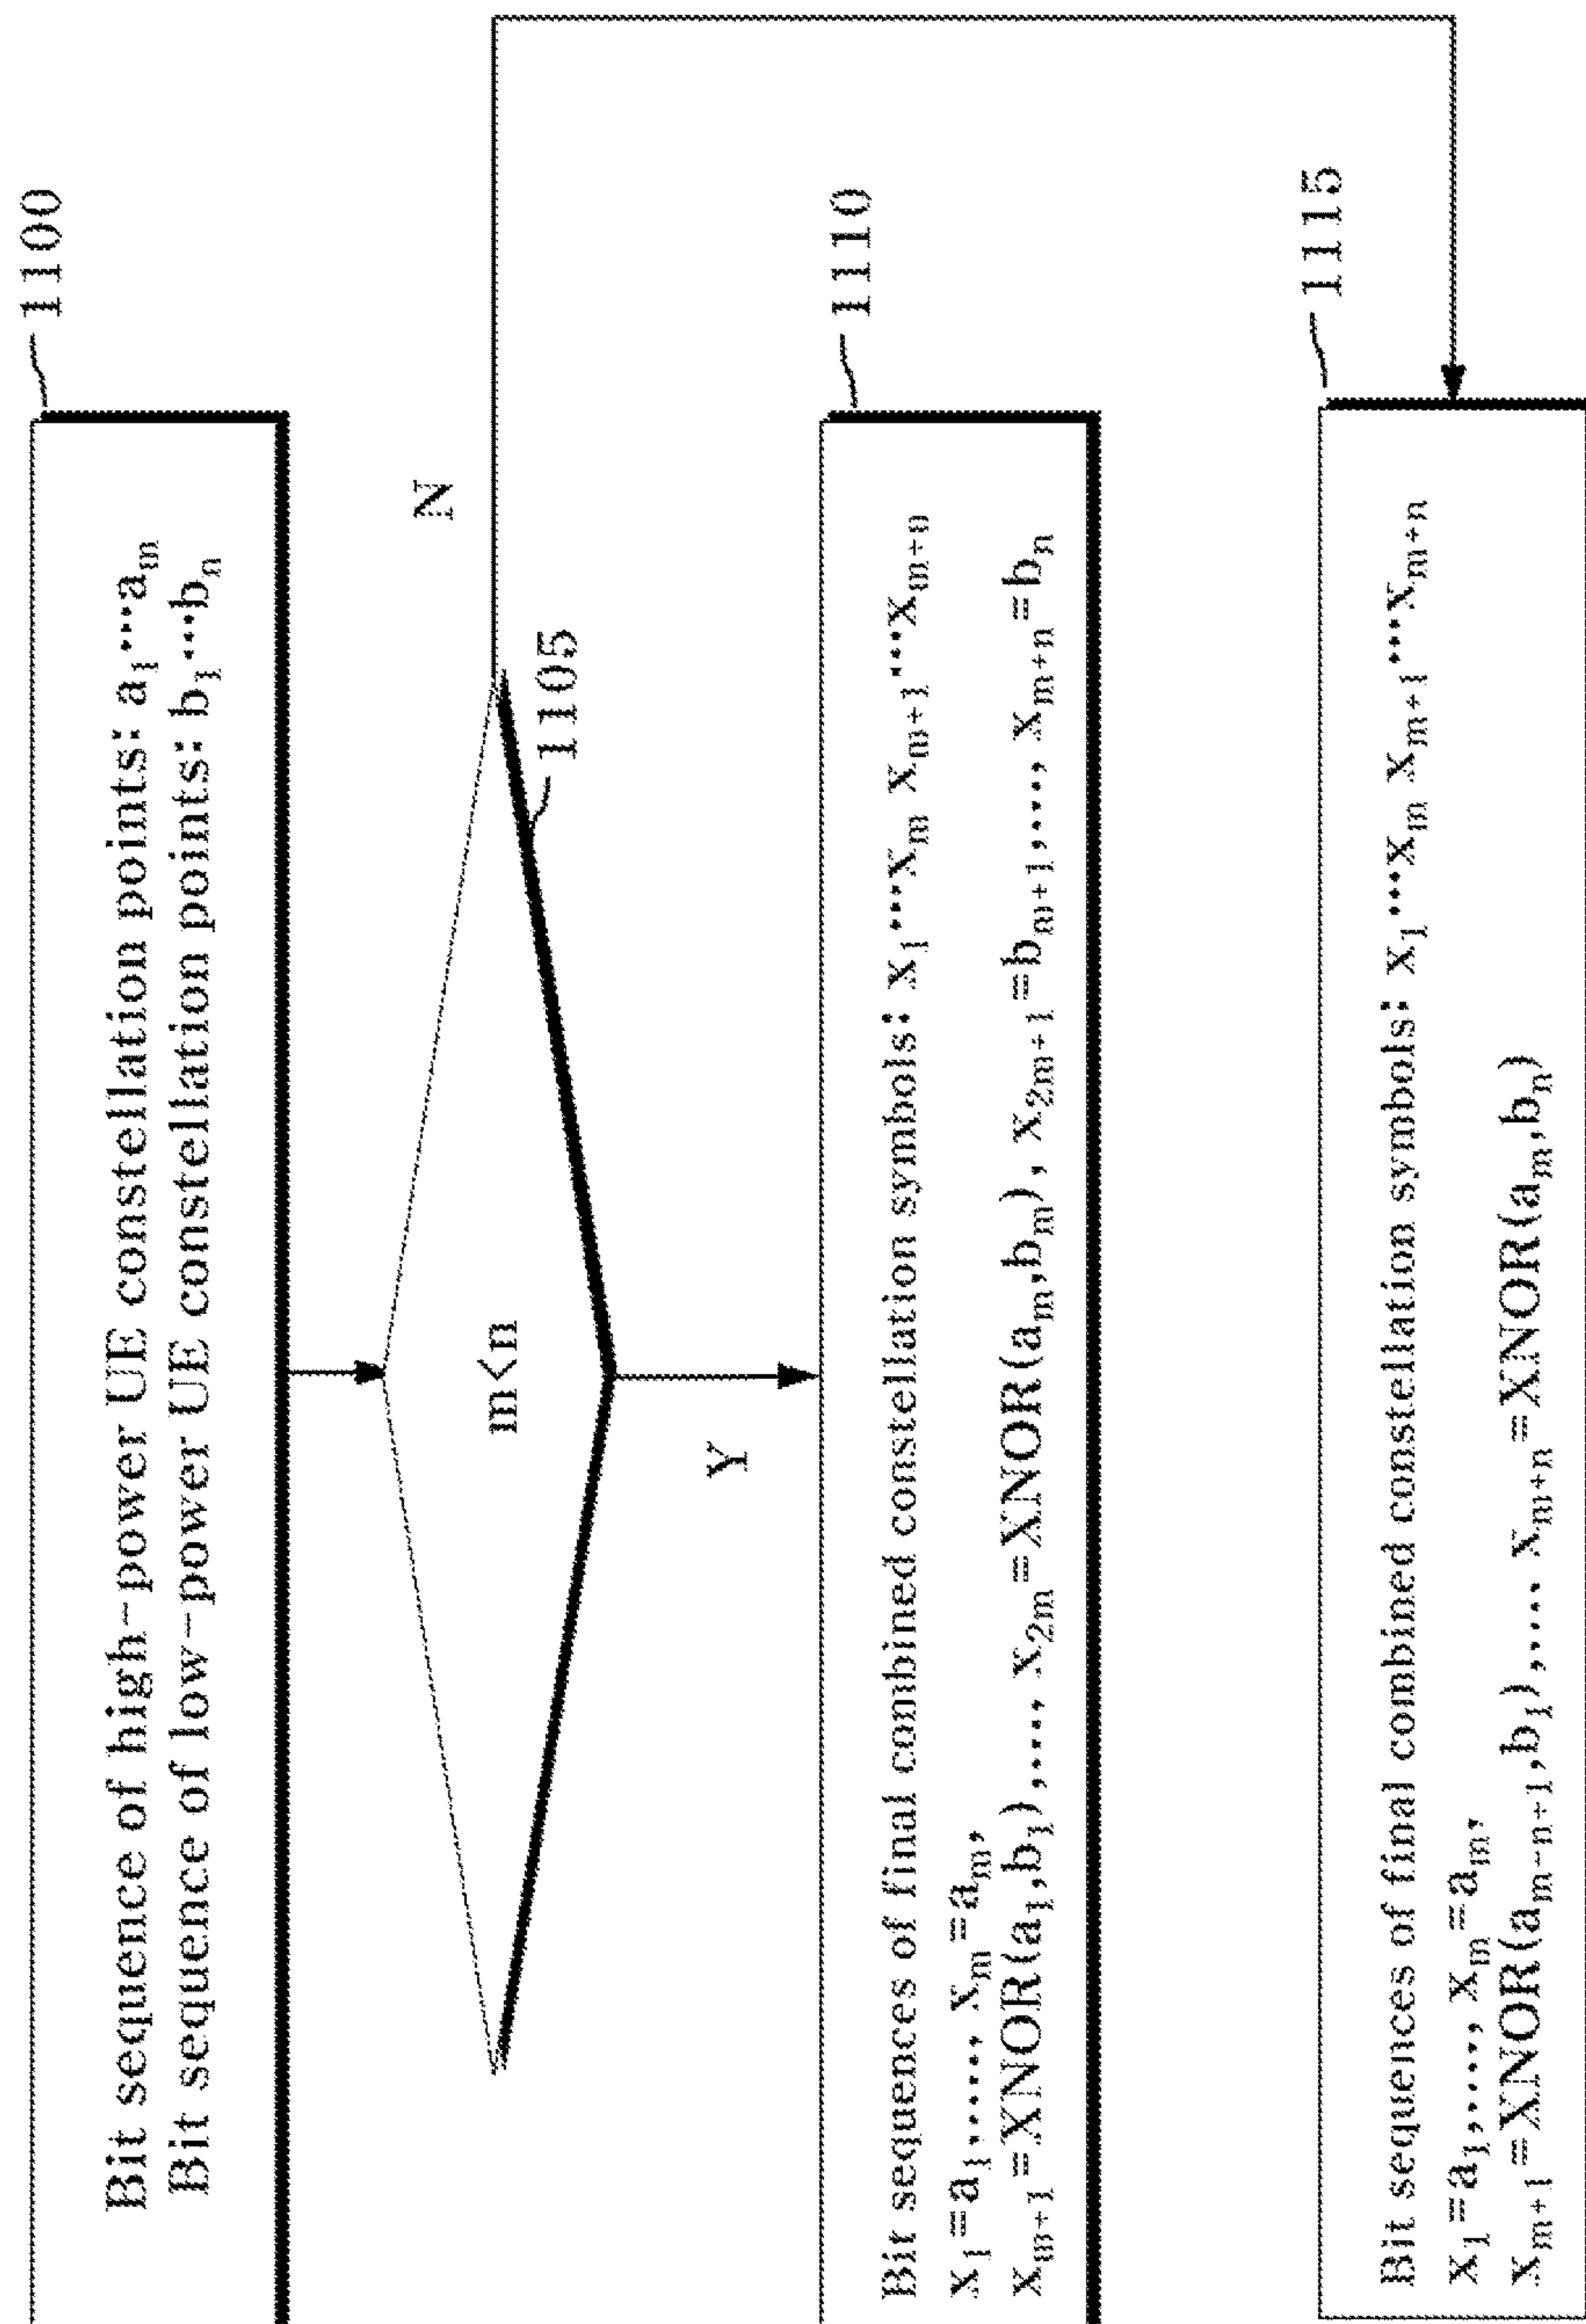 1100
Bit sequence of high-power UE constellation points: a₁⋯aₘ
Bit sequence of low-power UE constellation points: b₁⋯bₙ
m<n
1105
N
Y
1110
Bit sequences of final combined constellation symbols: x₁⋯xₘ xₘ₊₁⋯xₘ₊ₙ
x₁=a₁,...., xₘ=aₘ,
xₘ₊₁=XNOR(a₁,b₁),...., x₂ₘ=XNOR(aₘ,bₘ), x₂ₘ₊₁=bₘ₊₁,...., xₘ₊ₙ=bₙ
1115
Bit sequences of final combined constellation symbols: x₁⋯xₘ xₘ₊₁⋯xₘ₊ₙ
x₁=a₁,...., xₘ=aₘ,
xₘ₊₁=XNOR(aₘ₋ₙ₊₁,b₁),...., xₘ₊ₙ=XNOR(aₘ,bₙ)